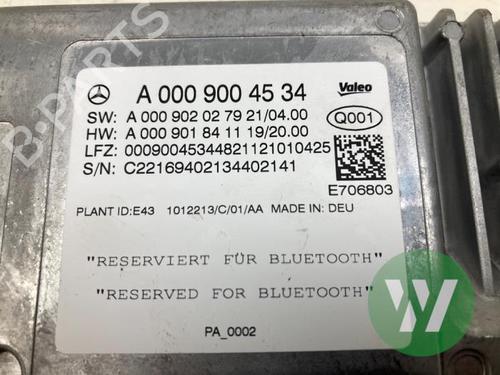 A 000 900 45 34
Valeo
SW: A 000 902 02 79 21/04.00
HW: A 000 901 84 11 19/20.00
Q001
LFZ: 00090045344821121010425
S/N: C22169402134402141
E706803
PLANT ID:E43 1012213/C/01/AA MADE IN: DEU
"RESERVIERT FÜR BLUETOOTH"
"RESERVED FOR BLUETOOTH"
PA_0002
B-PARTS
W